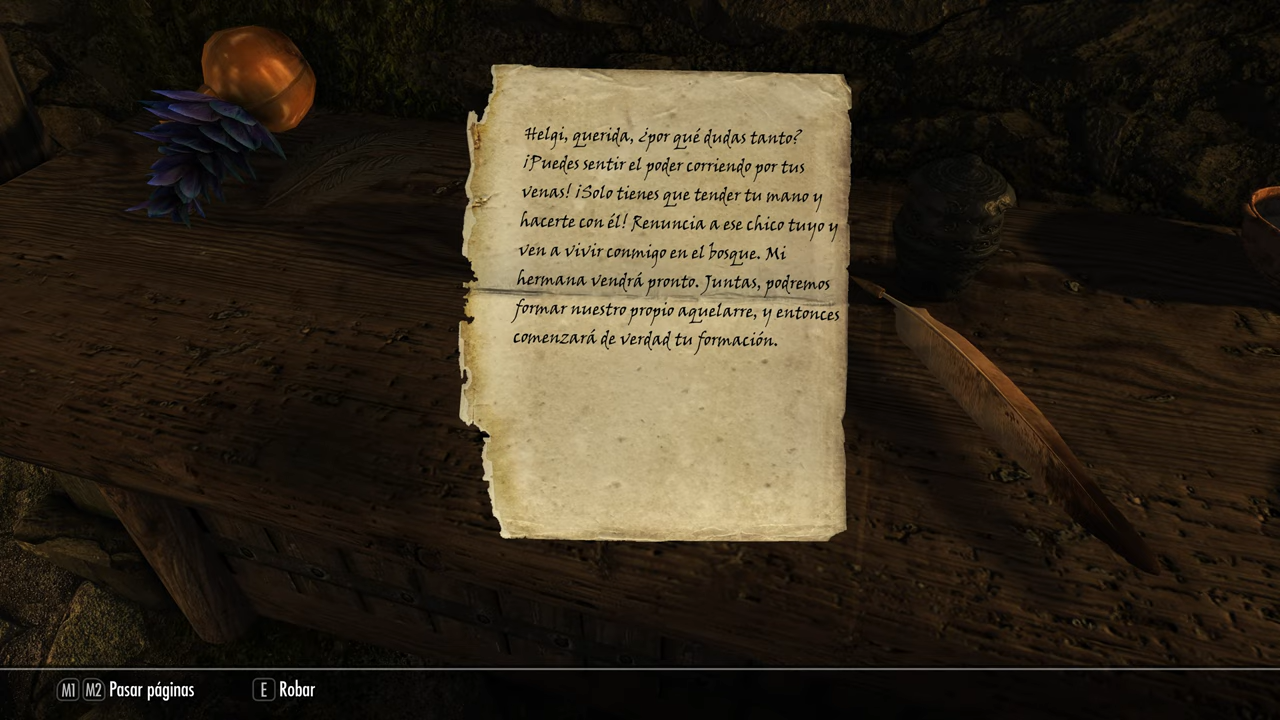 Helgi, querida, ¿por qué dudas tanto?
¡Puedes sentir el poder corriendo por tus
venas! ¡Solo tienes que tender tu mano y
hacerte con él! Renuncia a ese chico tuyo y
ven a vivir conmigo en el bosque. Mi
hermana vendrá pronto. Juntas, podremos
formar nuestro propio aquelarre, y entonces
comenzará de verdad tu formación.
M1 M2 Pasar páginas E Robar